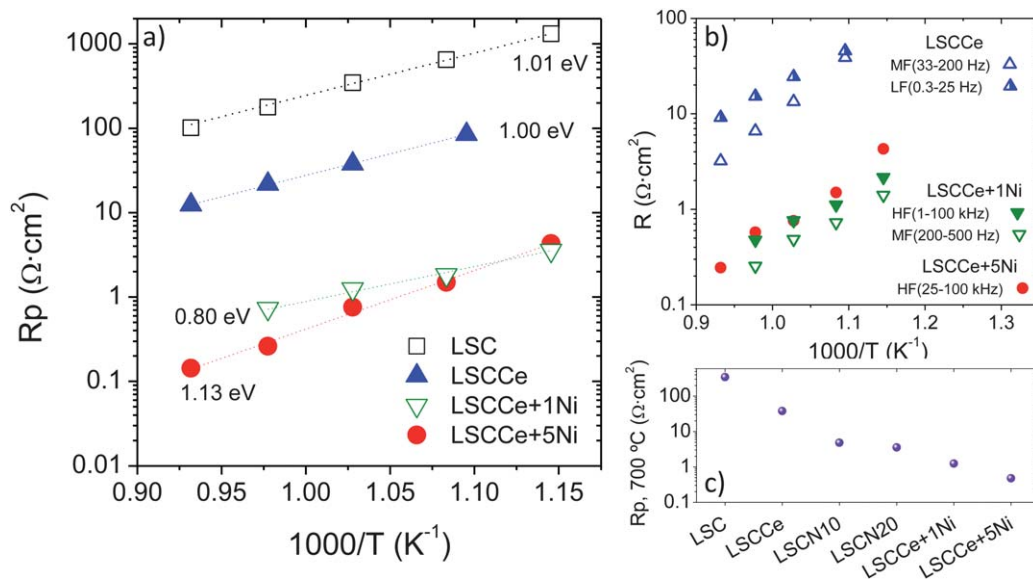 a)
1000
100
10
1
0.1
0.01
Rp (Ω·cm²)
1.01 eV
1.00 eV
0.80 eV
1.13 eV
LSC
LSCCe
LSCCe+1Ni
LSCCe+5Ni
0.90 0.95 1.00 1.05 1.10 1.15
1000/T (K⁻¹)
b)
100
10
1
0.1
R (Ω·cm²)
LSCCe
MF(33-200 Hz)
LF(0.3-25 Hz)
LSCCe+1Ni
HF(1-100 kHz)
MF(200-500 Hz)
LSCCe+5Ni
HF(25-100 kHz)
0.9 1.0 1.1 1.2 1.3
1000/T (K⁻¹)
c)
Rp, 700 ºC (Ω·cm²)
100
10
1
0.1
LSC
LSCCe
LSCN10
LSCN20
LSCCe+1Ni
LSCCe+5Ni